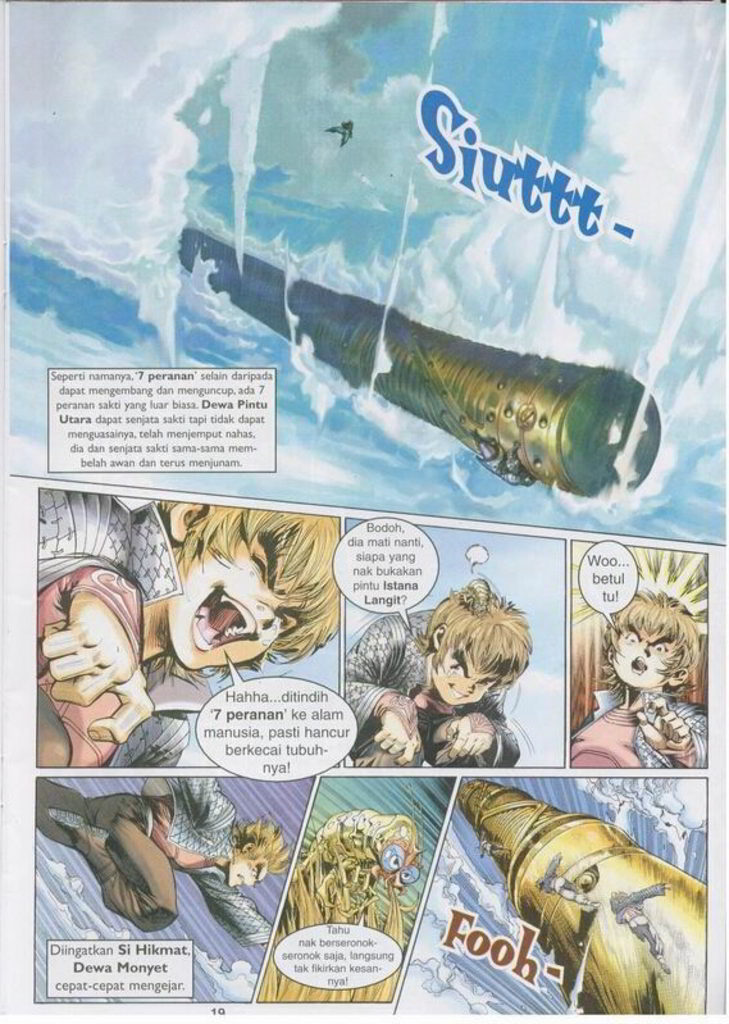 Siuttt-
Seperti namanya, '7 peranan' selain daripada
dapat mengembang dan menguncup, ada 7
peranan sakti yang luar biasa. Dewa Pintu
Utara dapat senjata sakti tapi tidak dapat
menguasainya, telah menjemput nahas,
dia dan senjata sakti sama-sama mem-
belah awan dan terus menjunam.
Hahha...ditindih
'7 peranan' ke alam
manusia, pasti hancur
berkecai tubuh-
nya!
Bodoh,
dia mati nanti,
siapa yang
nak bukakan
pintu Istana
Langit?
Woo...
betul
tu!
Diingatkan Si Hikmat,
Dewa Monyet
cepat-cepat mengejar.
Tahu
nak berseronok-
seronok saja, langsung
tak fikirkan kesan-
nya!
Fooh-
19